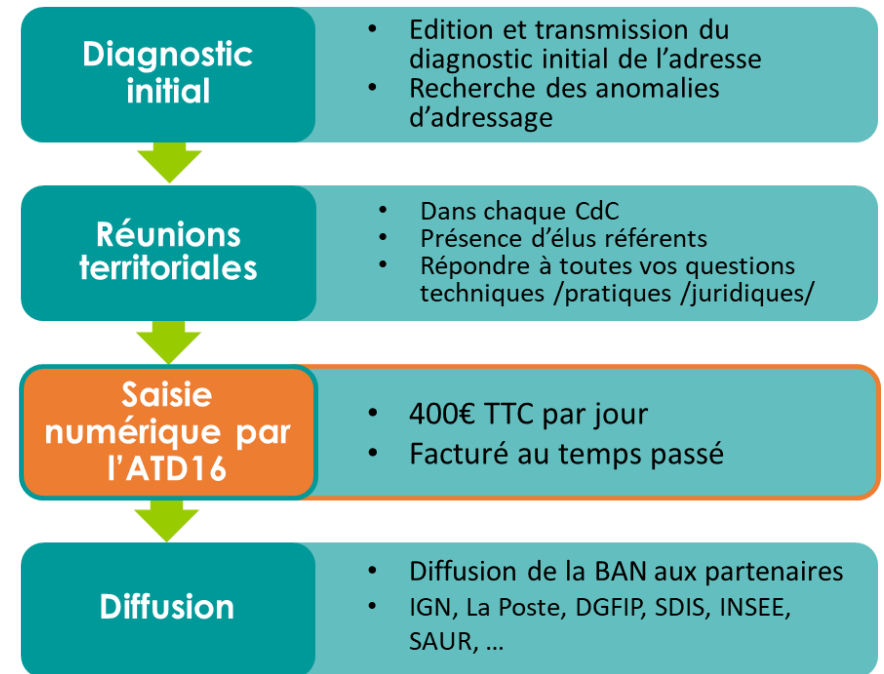 Diagnostic
initial
• Edition et transmission du
diagnostic initial de l’adresse
• Recherche des anomalies
d’adressage
Réunions
territoriales
• Dans chaque CdC
• Présence d’élus référents
• Répondre à toutes vos questions
techniques /pratiques /juridiques/
Saisie
numérique par
l’ATD16
• 400€ TTC par jour
• Facturé au temps passé
Diffusion
• Diffusion de la BAN aux partenaires
• IGN, La Poste, DGFIP, SDIS, INSEE,
SAUR, …